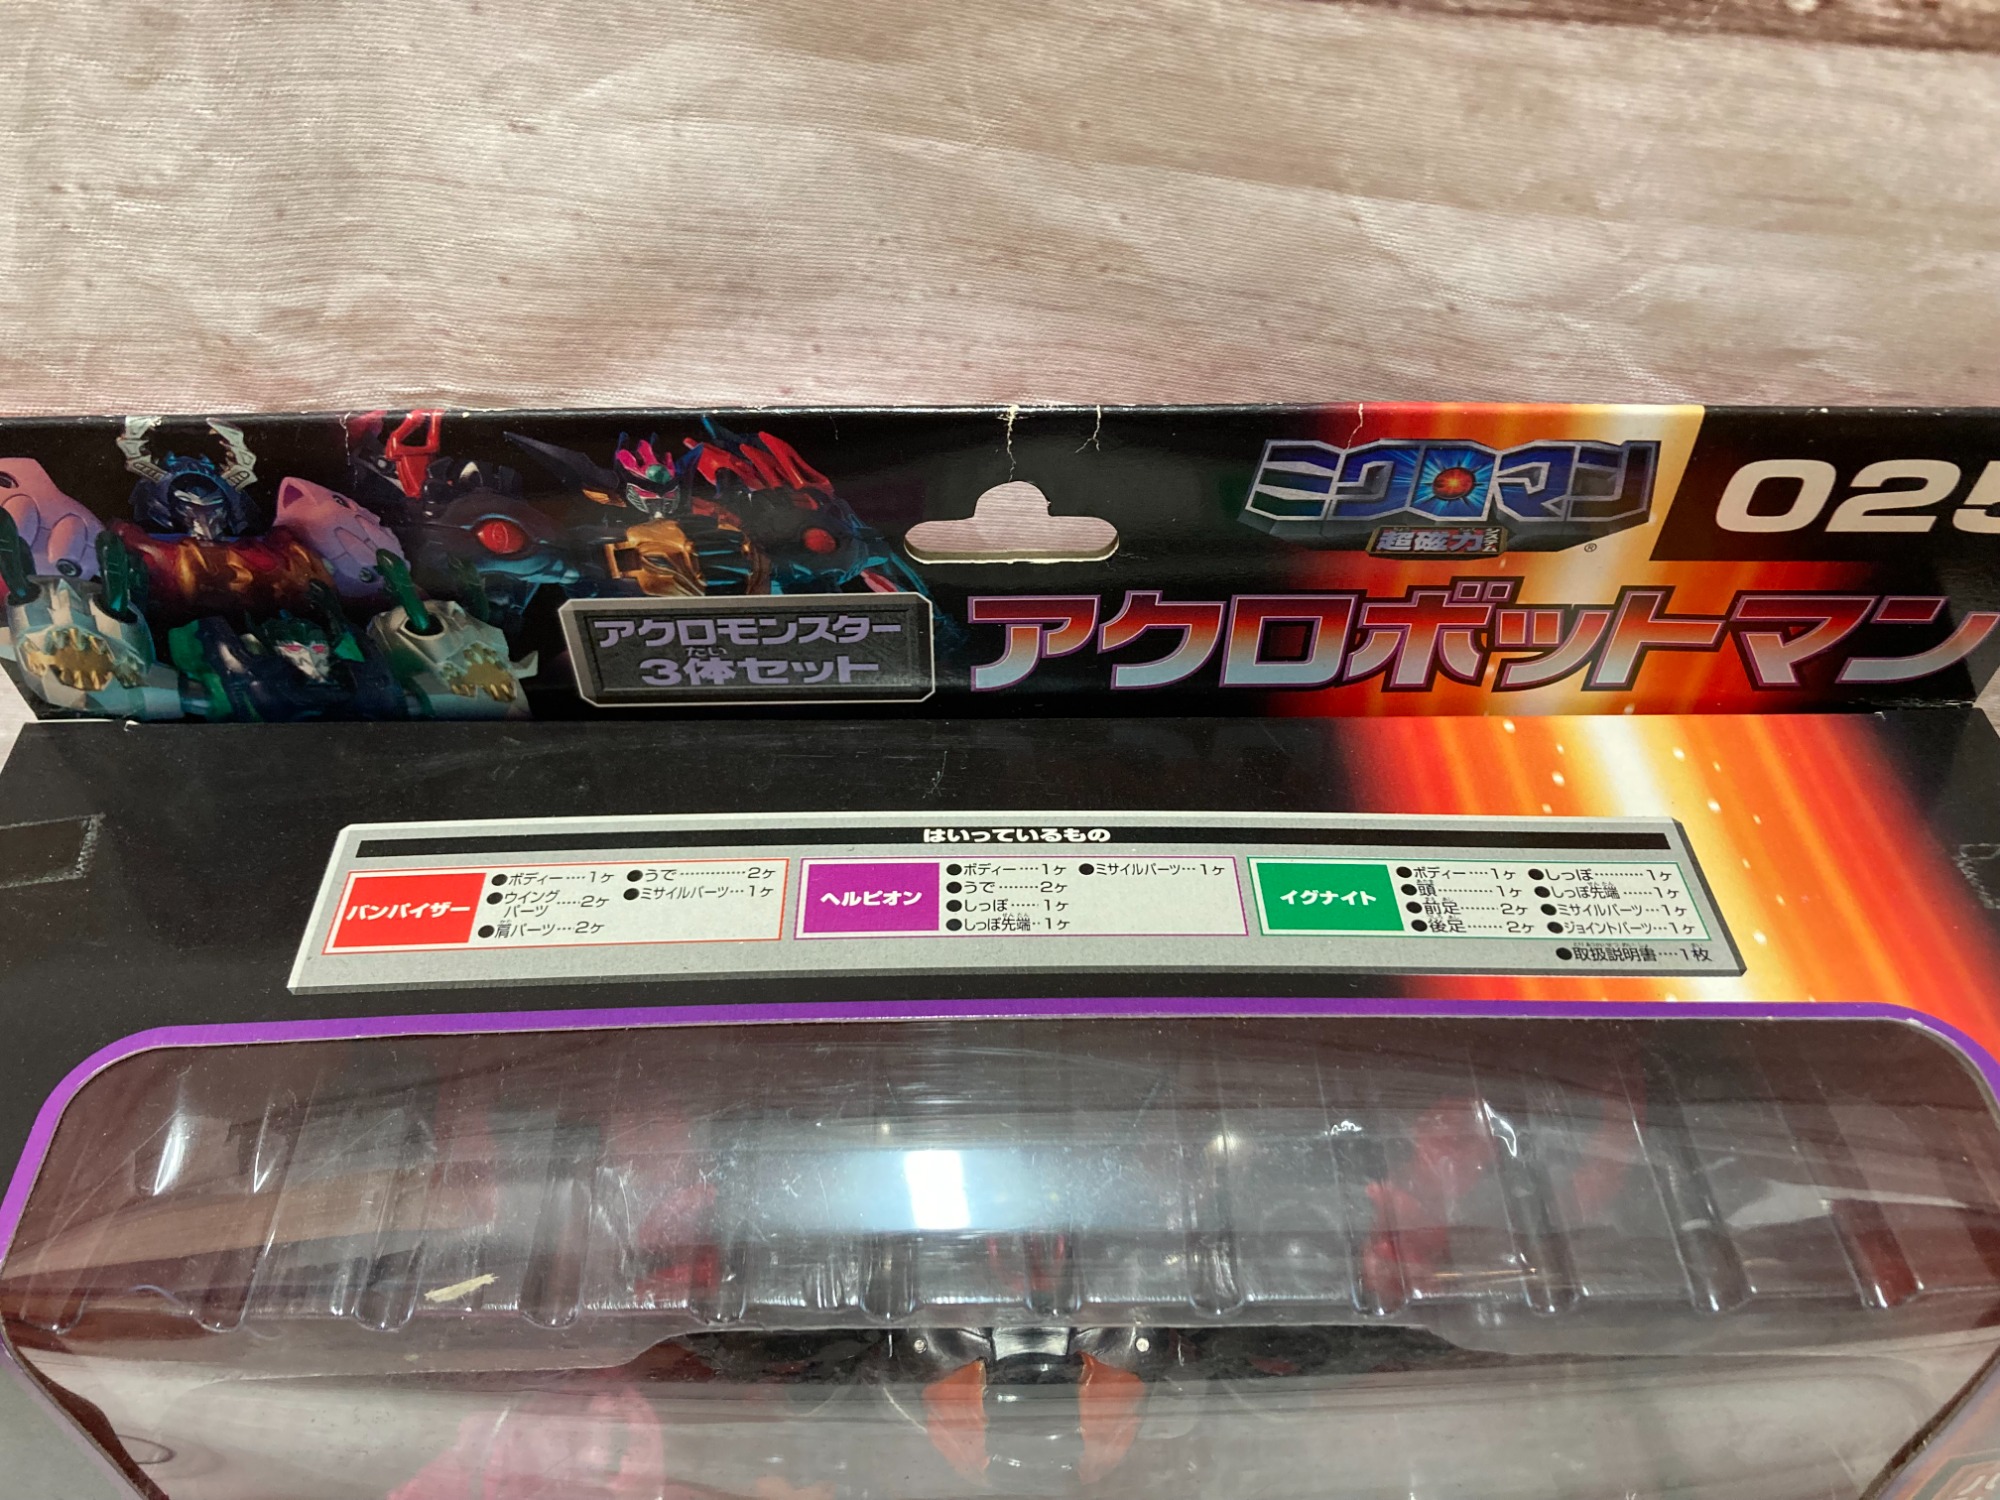 ミクロマン
超磁力システム
®
025
アクロモンスター
3体セット
たい
アクロボットマン
はいっているもの
バンバイザー
●ボディー‥‥1ヶ
●ウイングパーツ‥‥‥2ヶ
●肩パーツ‥‥2ヶ
●うで‥‥‥‥‥‥2ヶ
●ミサイルパーツ‥‥1ヶ
ヘルピオン
●ボディー‥‥1ヶ
●うで‥‥‥‥2ヶ
●しっぽ‥‥‥1ヶ
●しっぽ先端‥1ヶ
●ミサイルパーツ‥‥1ヶ
イグナイト
●ボディー‥‥1ヶ
●頭‥‥‥‥‥1ヶ
●前足‥‥‥‥2ヶ
●後足‥‥‥‥2ヶ
●しっぽ‥‥‥‥‥1ヶ
●しっぽ先端‥‥‥1ヶ
●ミサイルパーツ‥‥1ヶ
●ジョイントパーツ‥‥1ヶ
●取扱説明書‥‥1枚